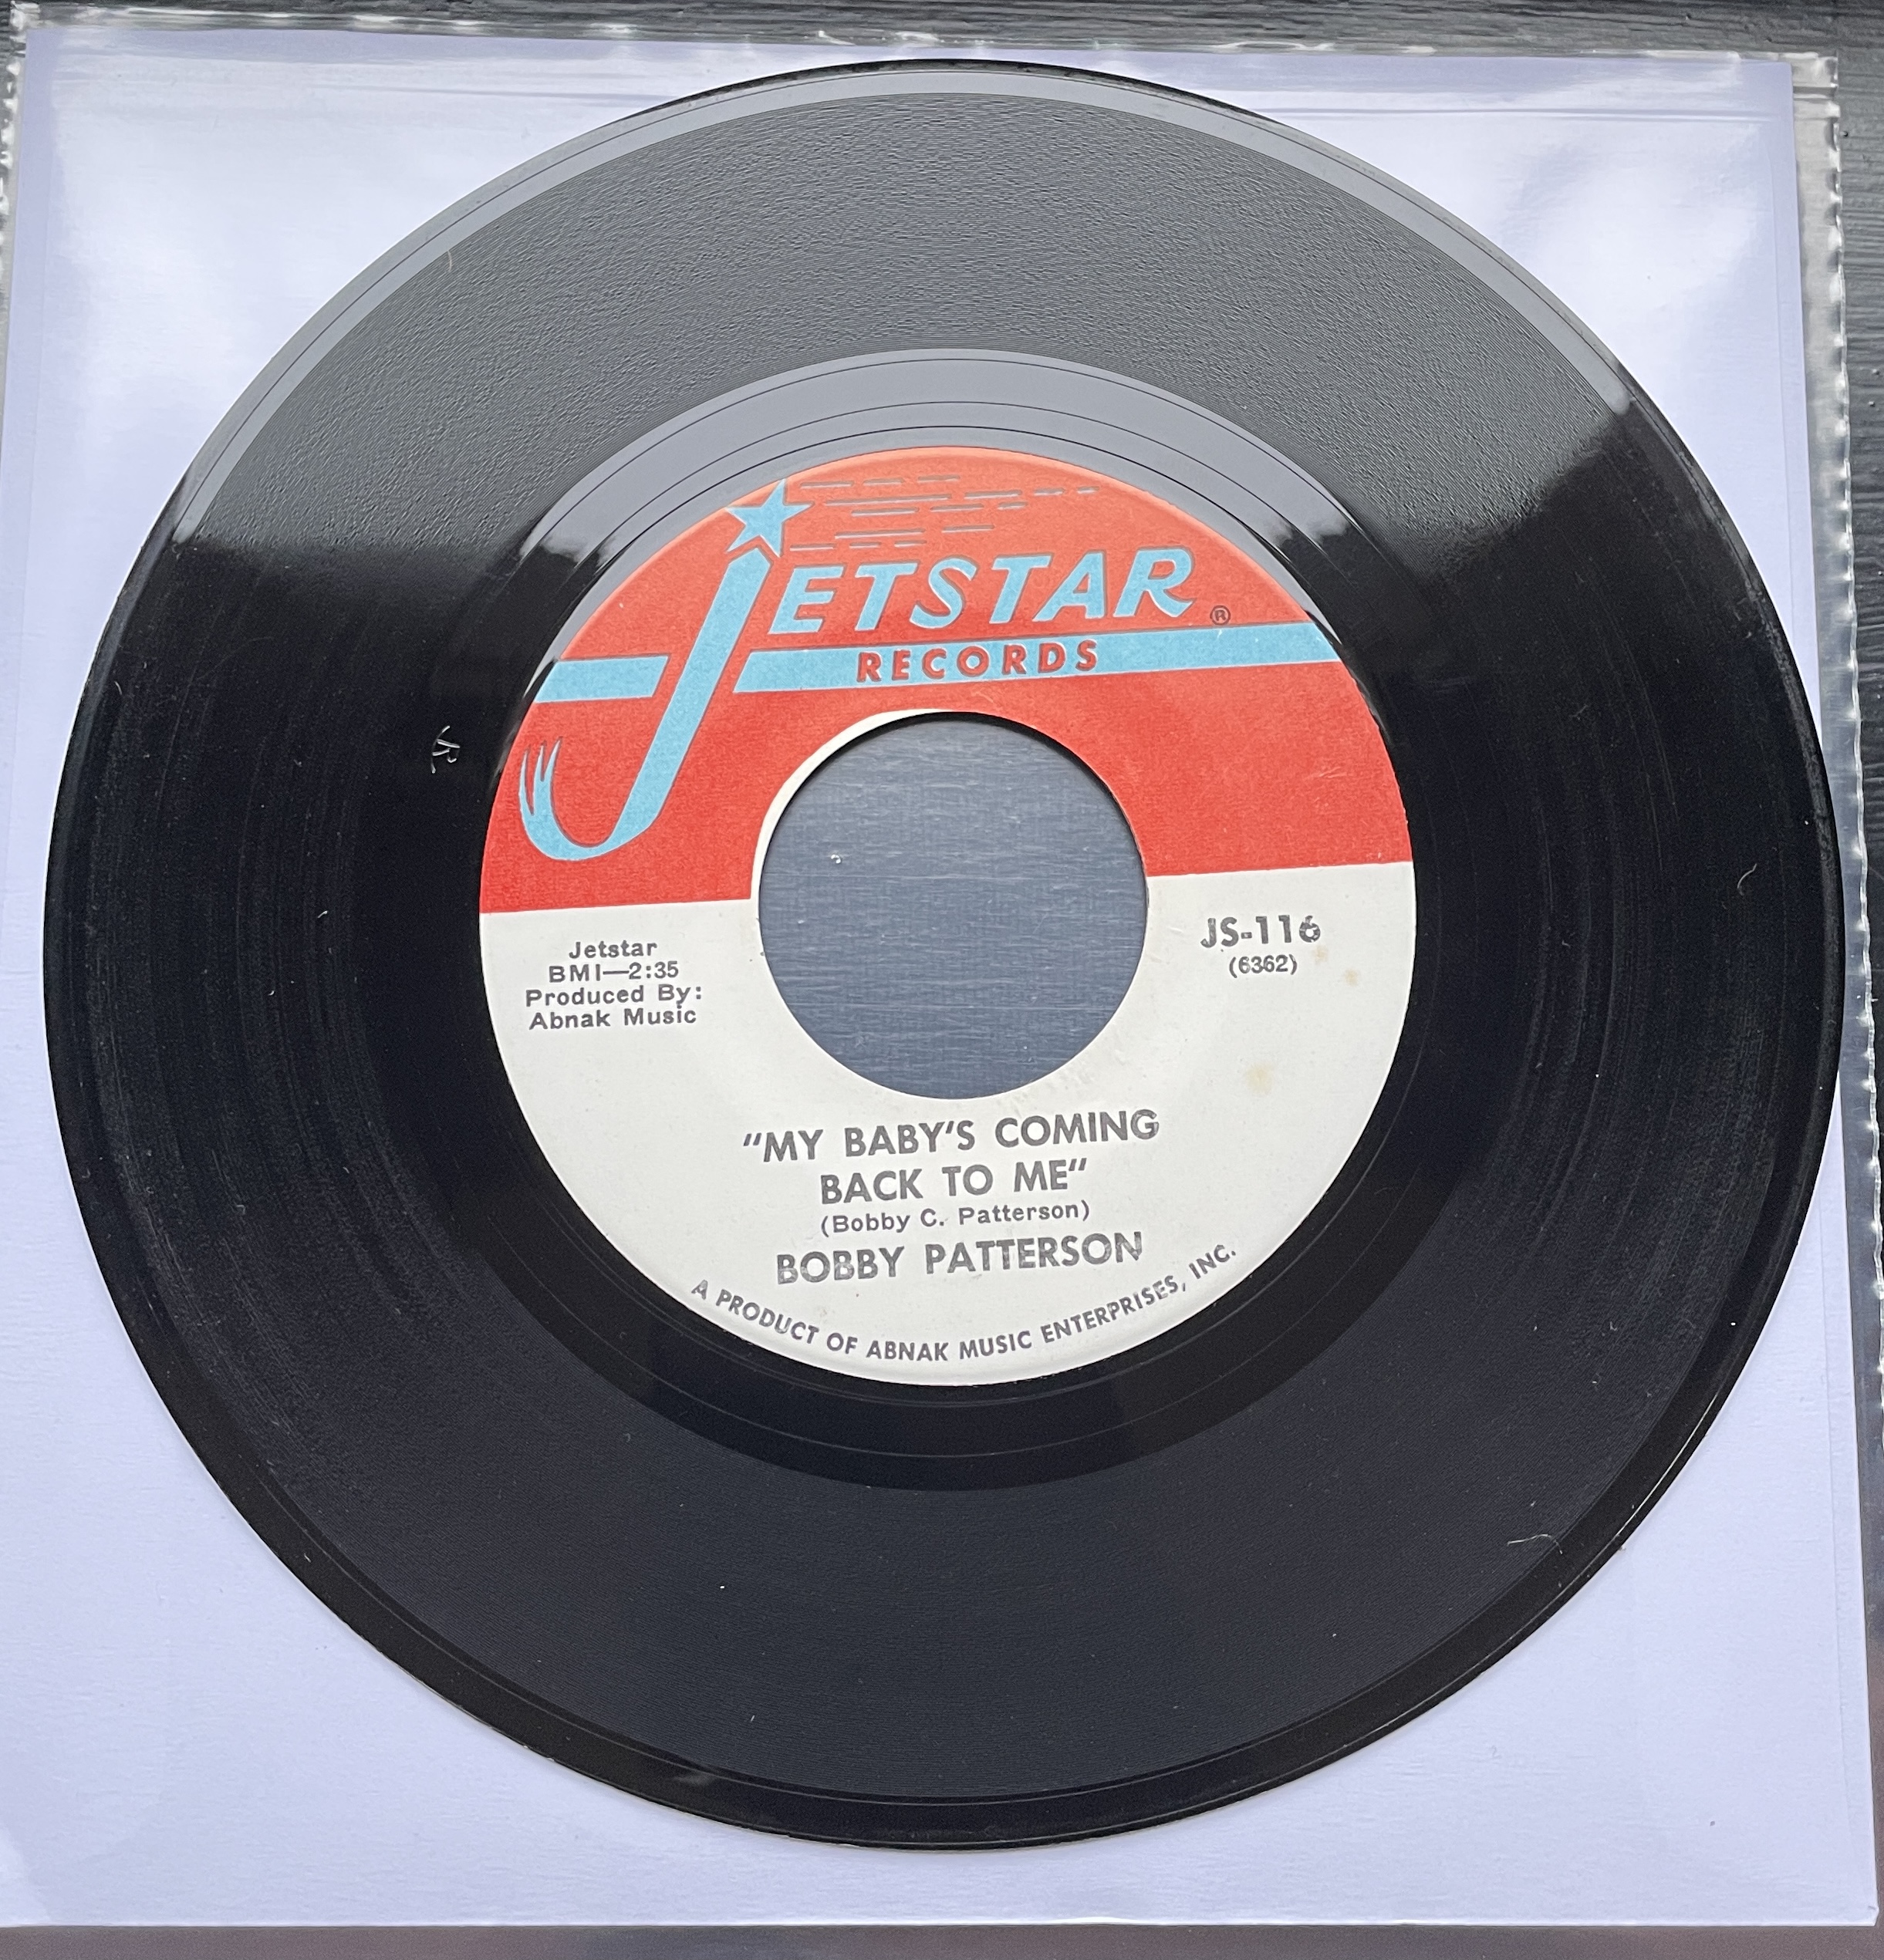 JETSTAR ®
RECORDS
Jetstar
BMI—2:35
Produced By:
Abnak Music
JS-116
(6362)
"MY BABY'S COMING
BACK TO ME"
(Bobby C. Patterson)
BOBBY PATTERSON
A PRODUCT OF ABNAK MUSIC ENTERPRISES, INC.